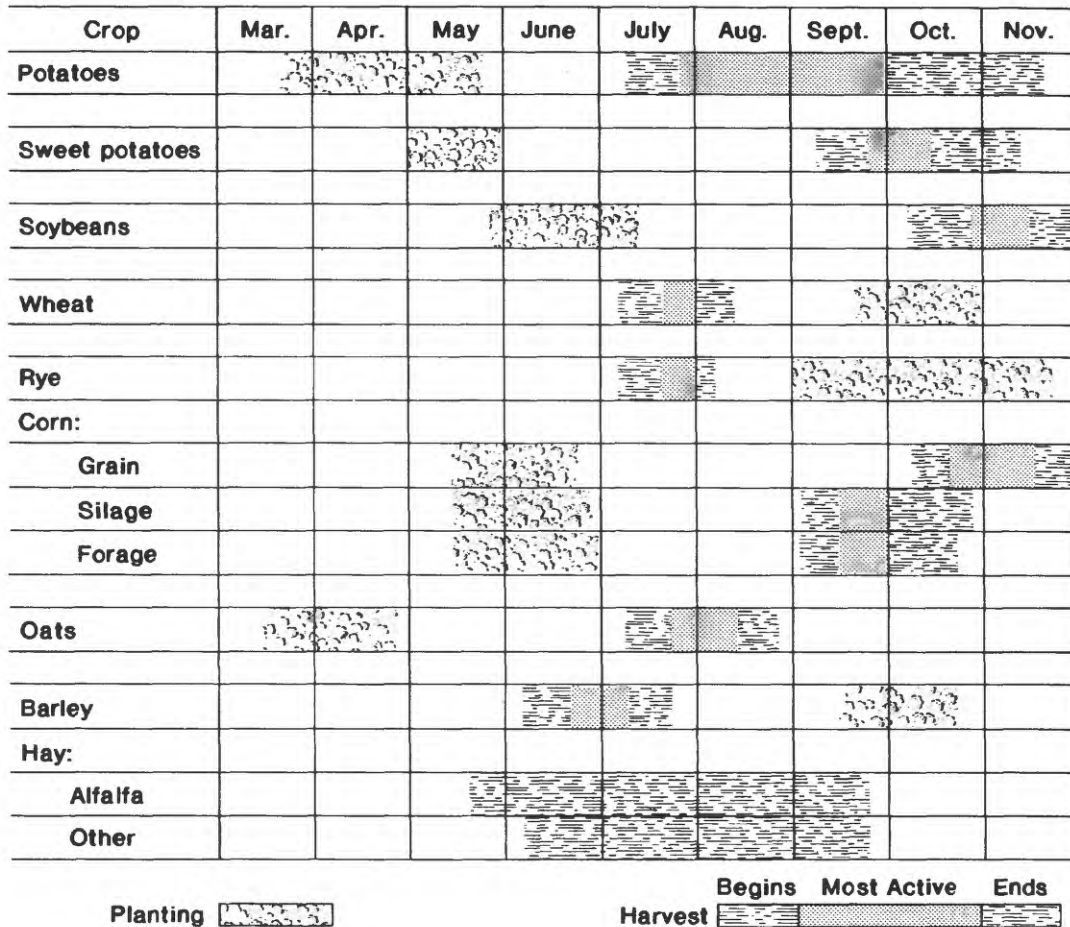 Crop Mar. Apr. May June July Aug. Sept. Oct. Nov.
Potatoes
Sweet potatoes
Soybeans
Wheat
Rye
Corn:
Grain
Silage
Forage
Oats
Barley
Hay:
Alfalfa
Other
Begins Most Active Ends
Planting Harvest